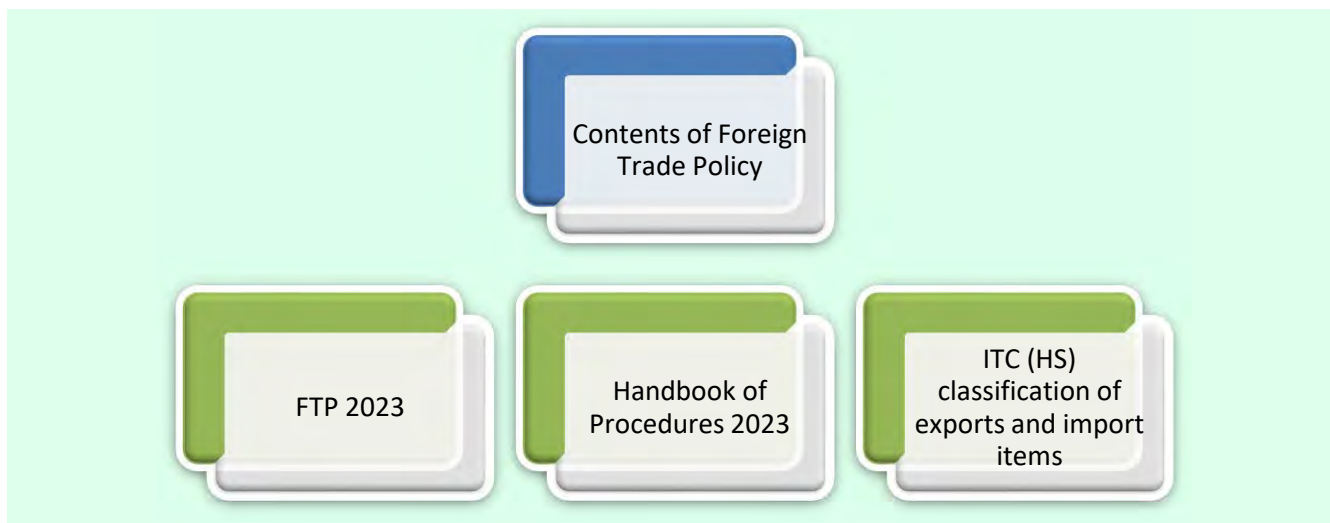 Contents of Foreign
Trade Policy
FTP 2023
Handbook of
Procedures 2023
ITC (HS)
classification of
exports and import
items